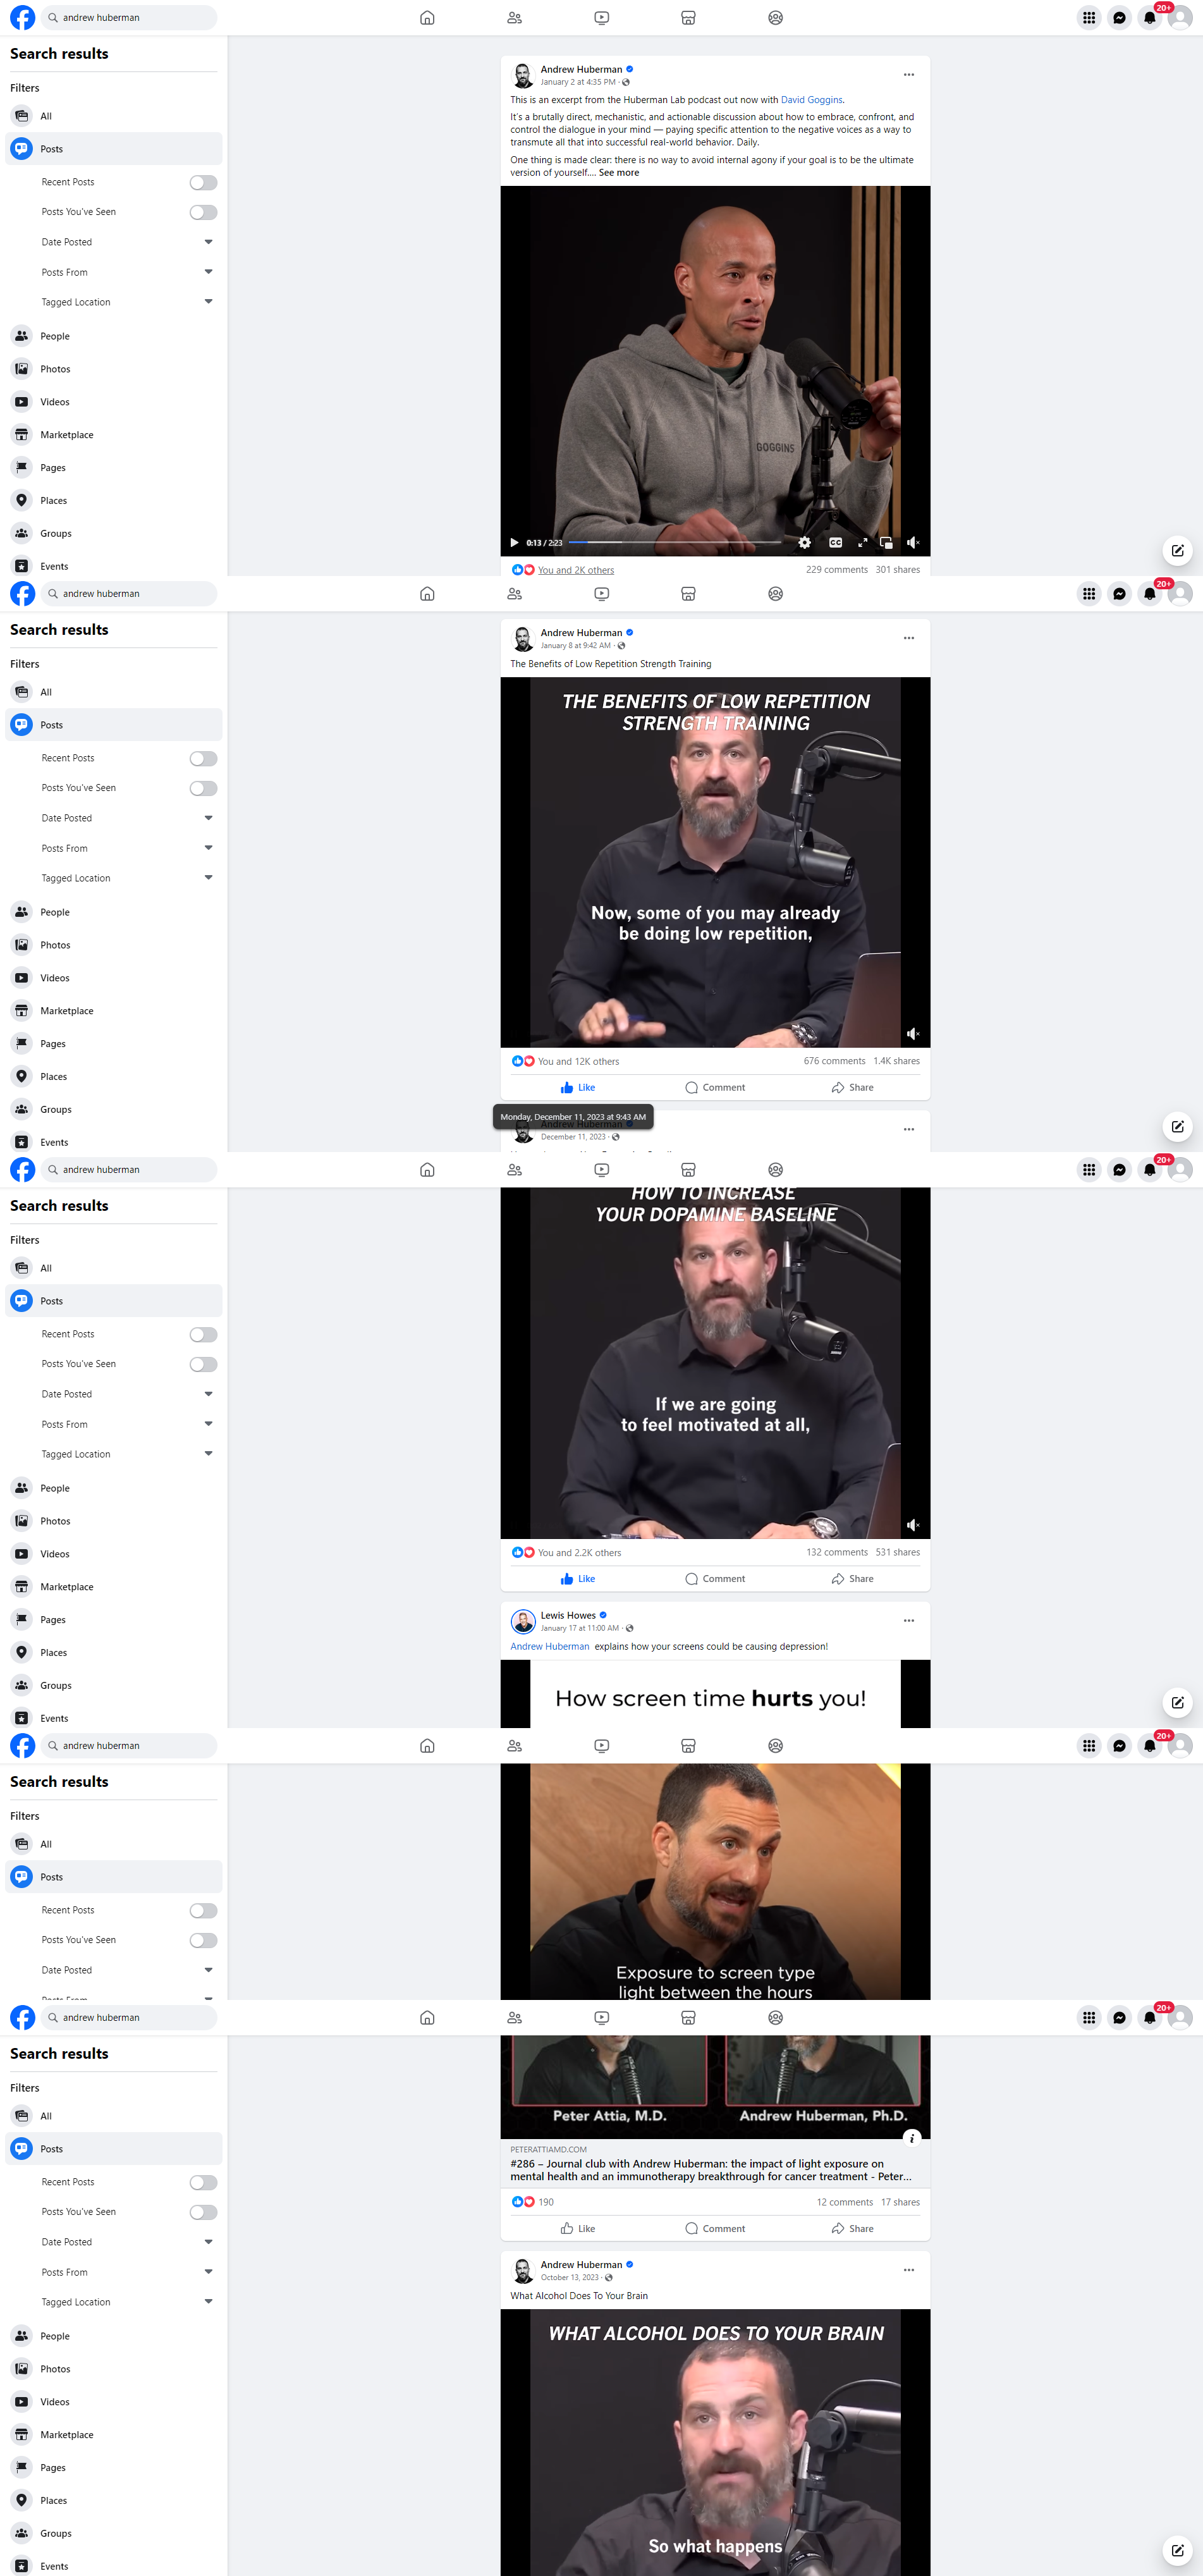 andrew huberman
20+
Search results
Filters
All
Posts
Recent Posts
Posts You've Seen
Date Posted
Posts From
Tagged Location
People
Photos
Videos
Marketplace
Pages
Places
Groups
Events
Andrew Huberman
January 2 at 4:35 PM ·
This is an excerpt from the Huberman Lab podcast out now with David Goggins.
It's a brutally direct, mechanistic, and actionable discussion about how to embrace, confront, and
control the dialogue in your mind — paying specific attention to the negative voices as a way to
transmute all that into successful real-world behavior. Daily.
One thing is made clear: there is no way to avoid internal agony if your goal is to be the ultimate
version of yourself.... See more
GOGGINS
0:13 / 2:23
CC
You and 2K others
229 comments 301 shares
andrew huberman
20+
Search results
Filters
All
Posts
Recent Posts
Posts You've Seen
Date Posted
Posts From
Tagged Location
People
Photos
Videos
Marketplace
Pages
Places
Groups
Events
Andrew Huberman
January 8 at 9:42 AM ·
The Benefits of Low Repetition Strength Training
THE BENEFITS OF LOW REPETITION
STRENGTH TRAINING
Now, some of you may already
be doing low repetition,
You and 12K others
676 comments 1.4K shares
Like Comment Share
Monday, December 11, 2023 at 9:43 AM
Andrew Huberman
December 11, 2023 ·
andrew huberman
20+
Search results
Filters
All
Posts
Recent Posts
Posts You've Seen
Date Posted
Posts From
Tagged Location
People
Photos
Videos
Marketplace
Pages
Places
Groups
Events
HOW TO INCREASE
YOUR DOPAMINE BASELINE
If we are going
to feel motivated at all,
You and 2.2K others
132 comments 531 shares
Like Comment Share
Lewis Howes
January 17 at 11:00 AM ·
Andrew Huberman explains how your screens could be causing depression!
How screen time hurts you!
andrew huberman
20+
Search results
Filters
All
Posts
Recent Posts
Posts You've Seen
Date Posted
Posts From
Exposure to screen type
light between the hours
andrew huberman
20+
Search results
Filters
All
Posts
Recent Posts
Posts You've Seen
Date Posted
Posts From
Tagged Location
People
Photos
Videos
Marketplace
Pages
Places
Groups
Events
Peter Attia, M.D. Andrew Huberman, Ph.D.
PETERATTIAMD.COM
#286 – Journal club with Andrew Huberman: the impact of light exposure on
mental health and an immunotherapy breakthrough for cancer treatment - Peter...
190
12 comments 17 shares
Like Comment Share
Andrew Huberman
October 13, 2023 ·
What Alcohol Does To Your Brain
WHAT ALCOHOL DOES TO YOUR BRAIN
So what happens